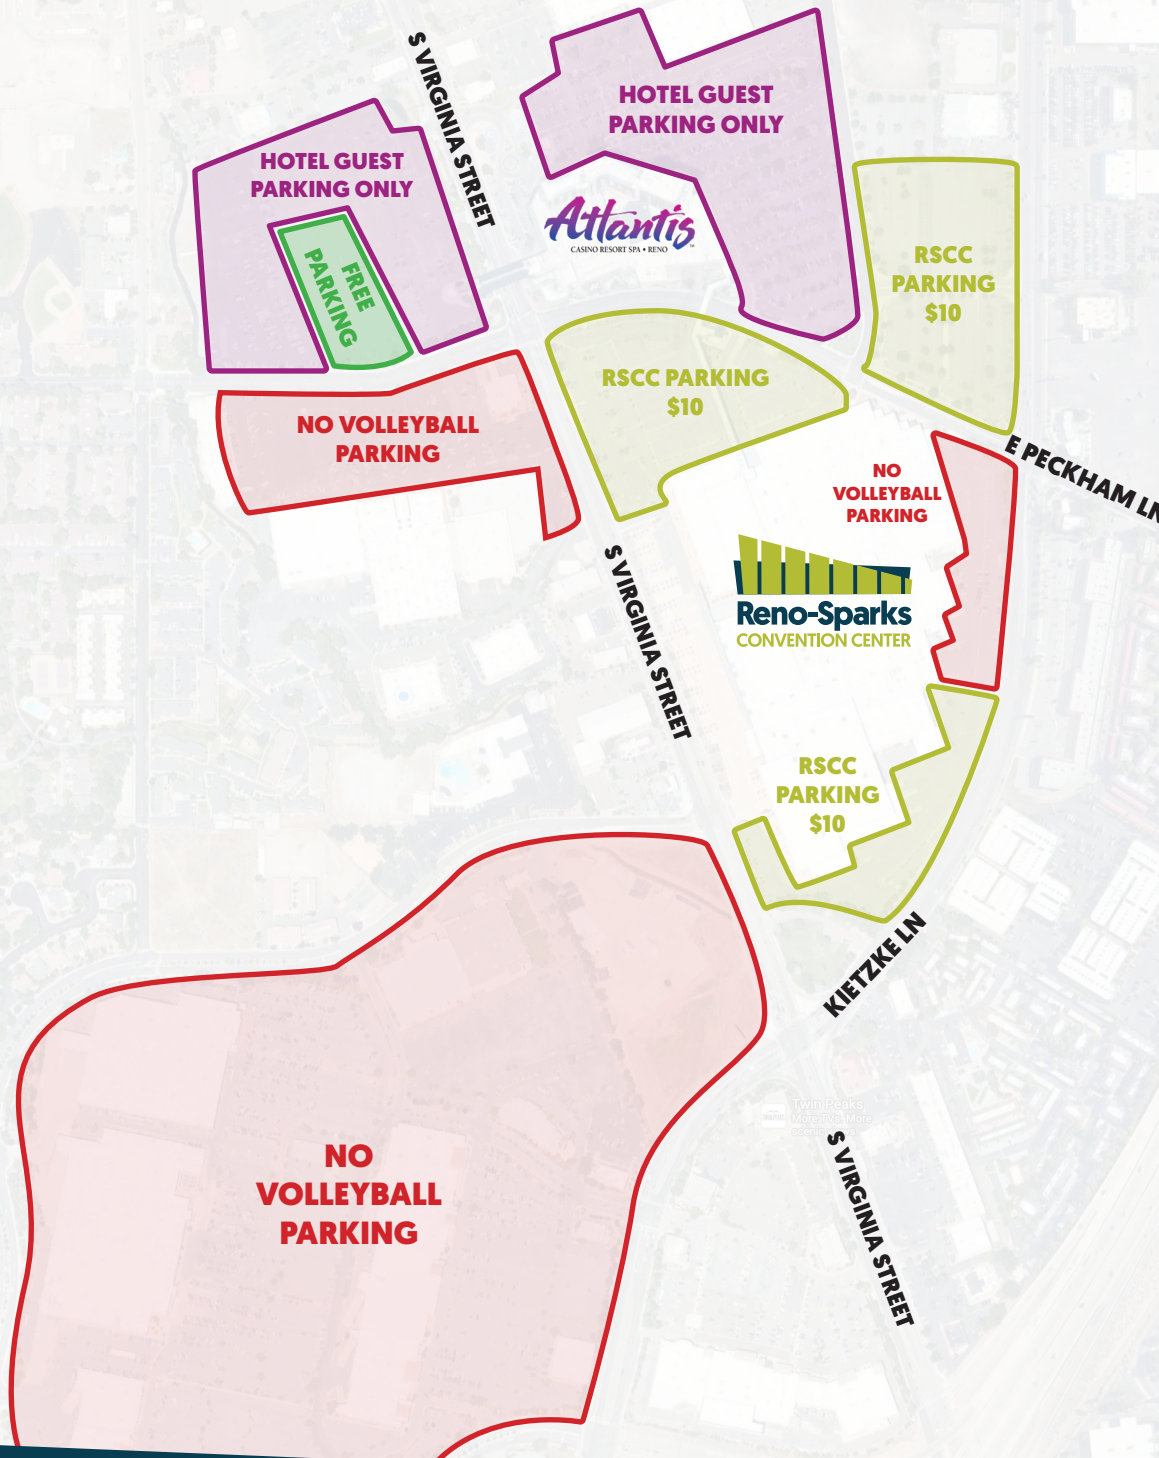 S VIRGINIA STREET
HOTEL GUEST
PARKING ONLY
HOTEL GUEST
PARKING ONLY
FREE
PARKING
Atlantis
CASINO RESORT SPA • RENO
RSCC
PARKING
$10
RSCC PARKING
$10
NO VOLLEYBALL
PARKING
E PECKHAM LN
NO
VOLLEYBALL
PARKING
S VIRGINIA STREET
Reno-Sparks
CONVENTION CENTER
RSCC
PARKING
$10
KIETZKE LN
Twin Peaks
S VIRGINIA STREET
NO
VOLLEYBALL
PARKING